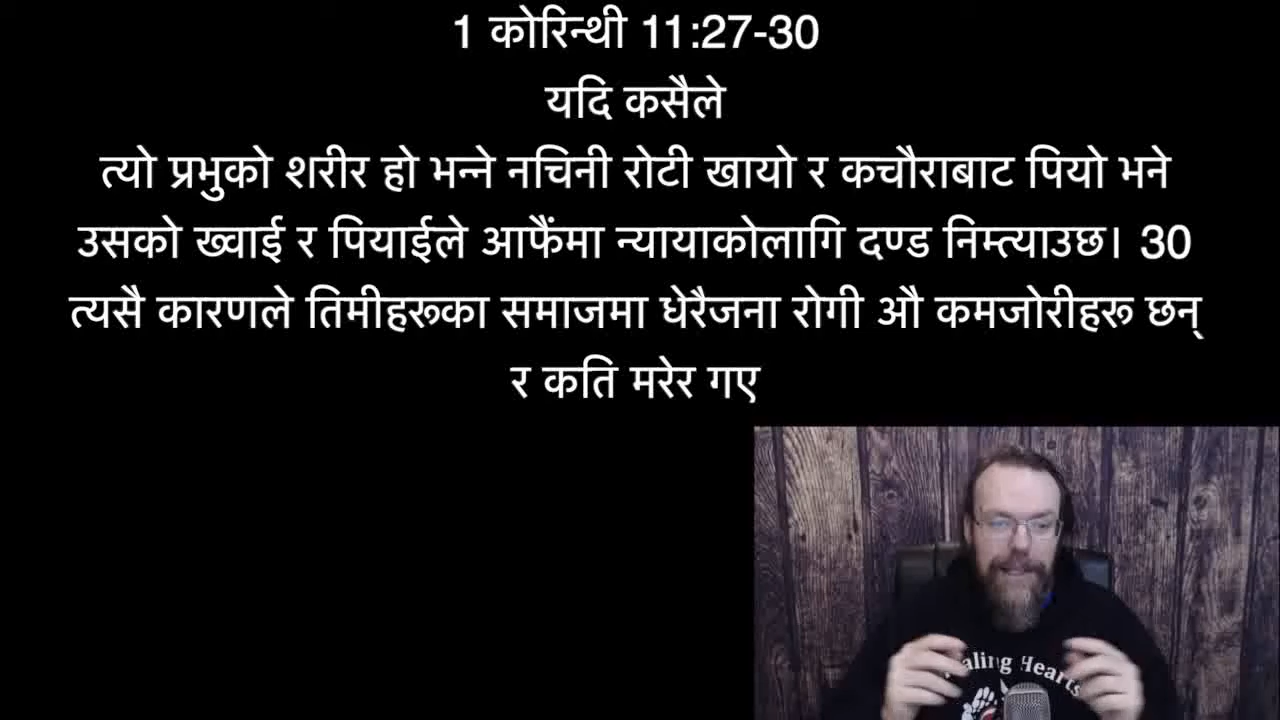 1 कोरिन्थी 11:27-30
यदि कसैले
त्यो प्रभुको शरीर हो भन्ने नचिनी रोटी खायो र कचौराबाट पियो भने
उसको ख्वाई र पियाईले आफैंमा न्यायाकोलागि दण्ड निम्त्याउछ। 30
त्यसै कारणले तिमीहरूका समाजमा धेरैजना रोगी औ कमजोरीहरू छन्
र कति मरेर गए
Hearts